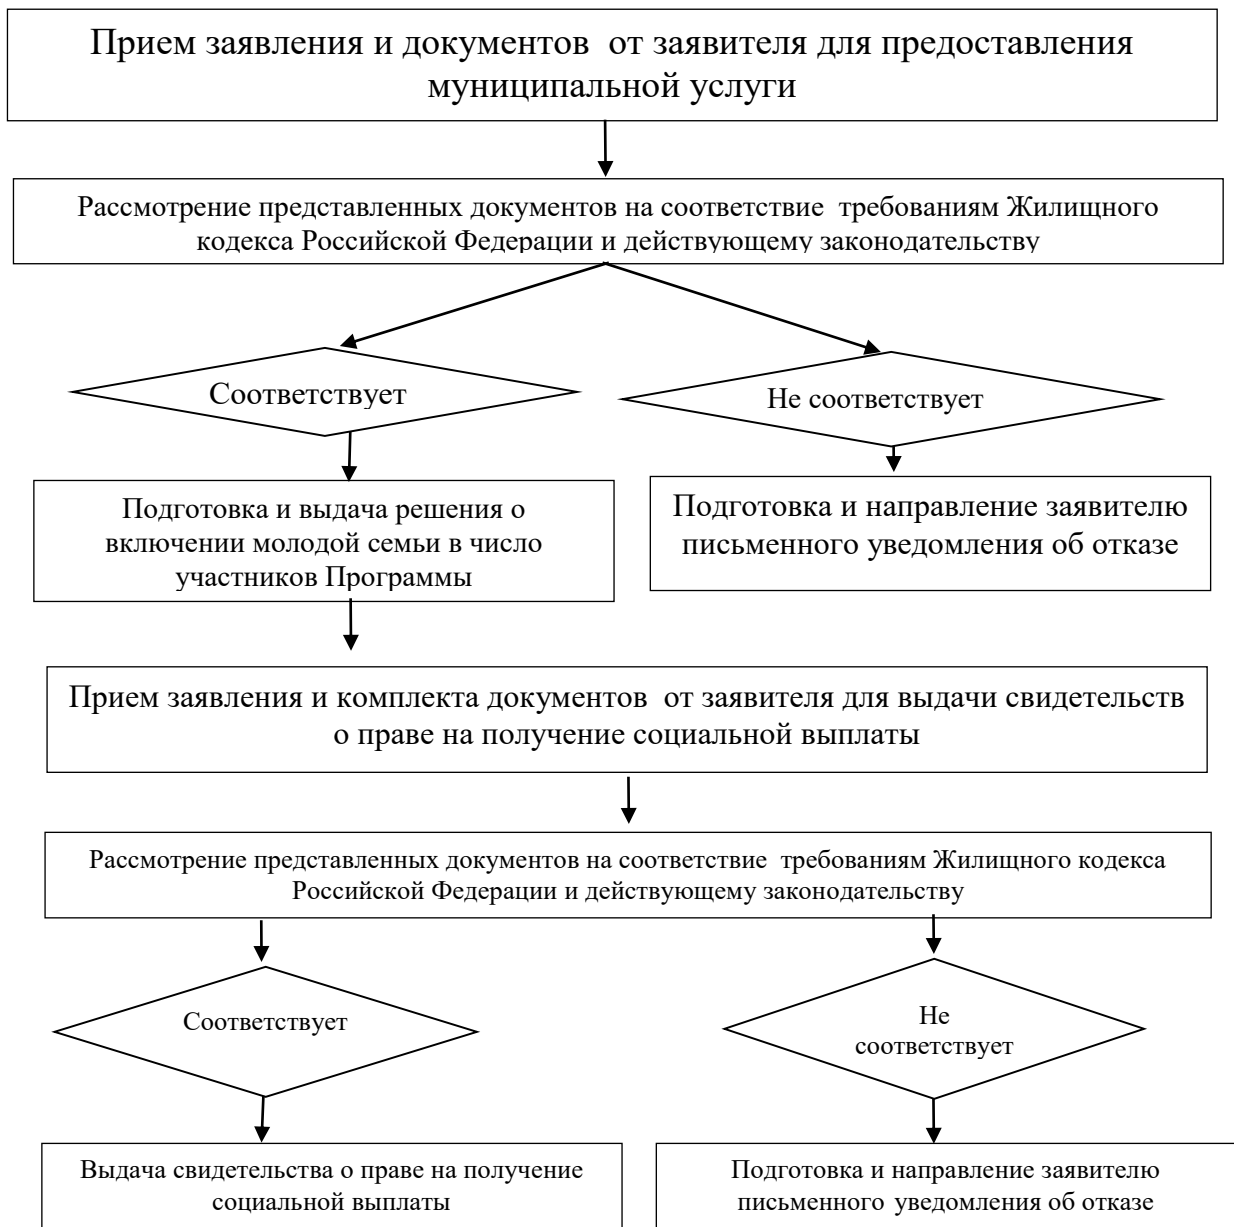 Прием заявления и документов  от заявителя для предоставления
муниципальной услуги
Рассмотрение представленных документов на соответствие  требованиям Жилищного
кодекса Российской Федерации и действующему законодательству
Соответствует
Не соответствует
Подготовка и выдача решения о
включении молодой семьи в число
участников Программы
Подготовка и направление заявителю
письменного уведомления об отказе
Прием заявления и комплекта документов  от заявителя для выдачи свидетельств
о праве на получение социальной выплаты
Рассмотрение представленных документов на соответствие  требованиям Жилищного кодекса
Российской Федерации и действующему законодательству
Соответствует
Не
соответствует
Выдача свидетельства о праве на получение
социальной выплаты
Подготовка и направление заявителю
письменного уведомления об отказе